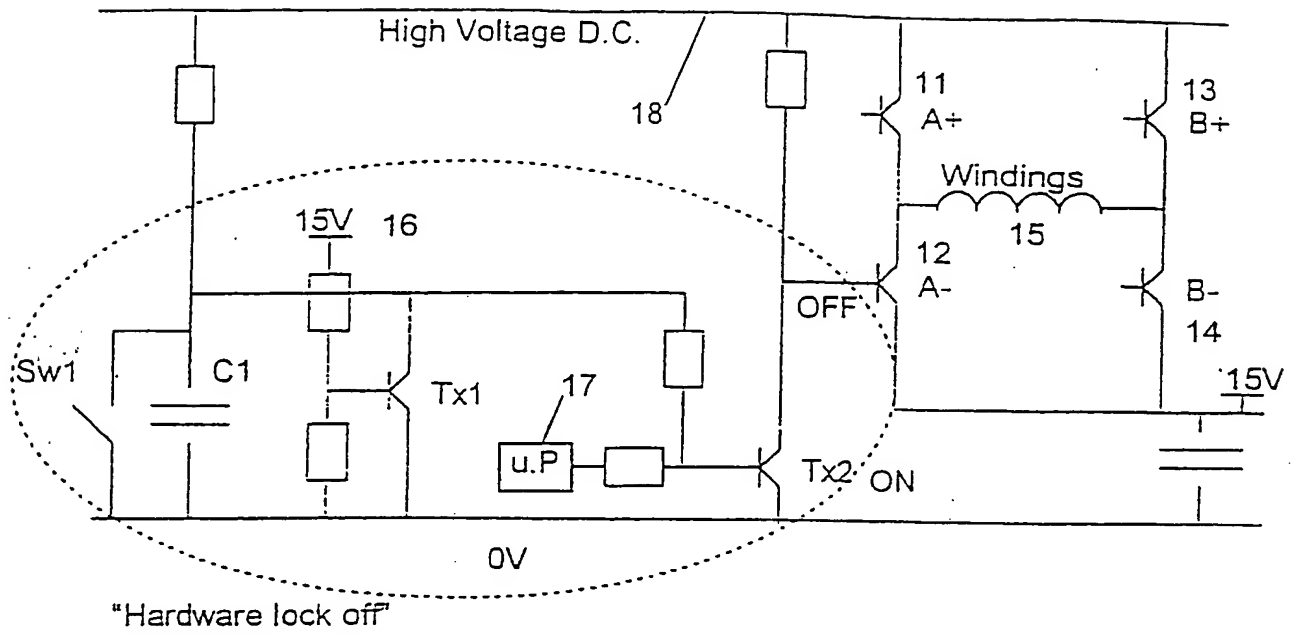 High Voltage D.C.
18
11
A+
13
B+
Windings
15
15V 16
12
A-
OFF
B-
14
Sw1
C1
Tx1
17
u.P
Tx2
ON
15V
0V
"Hardware lock off"